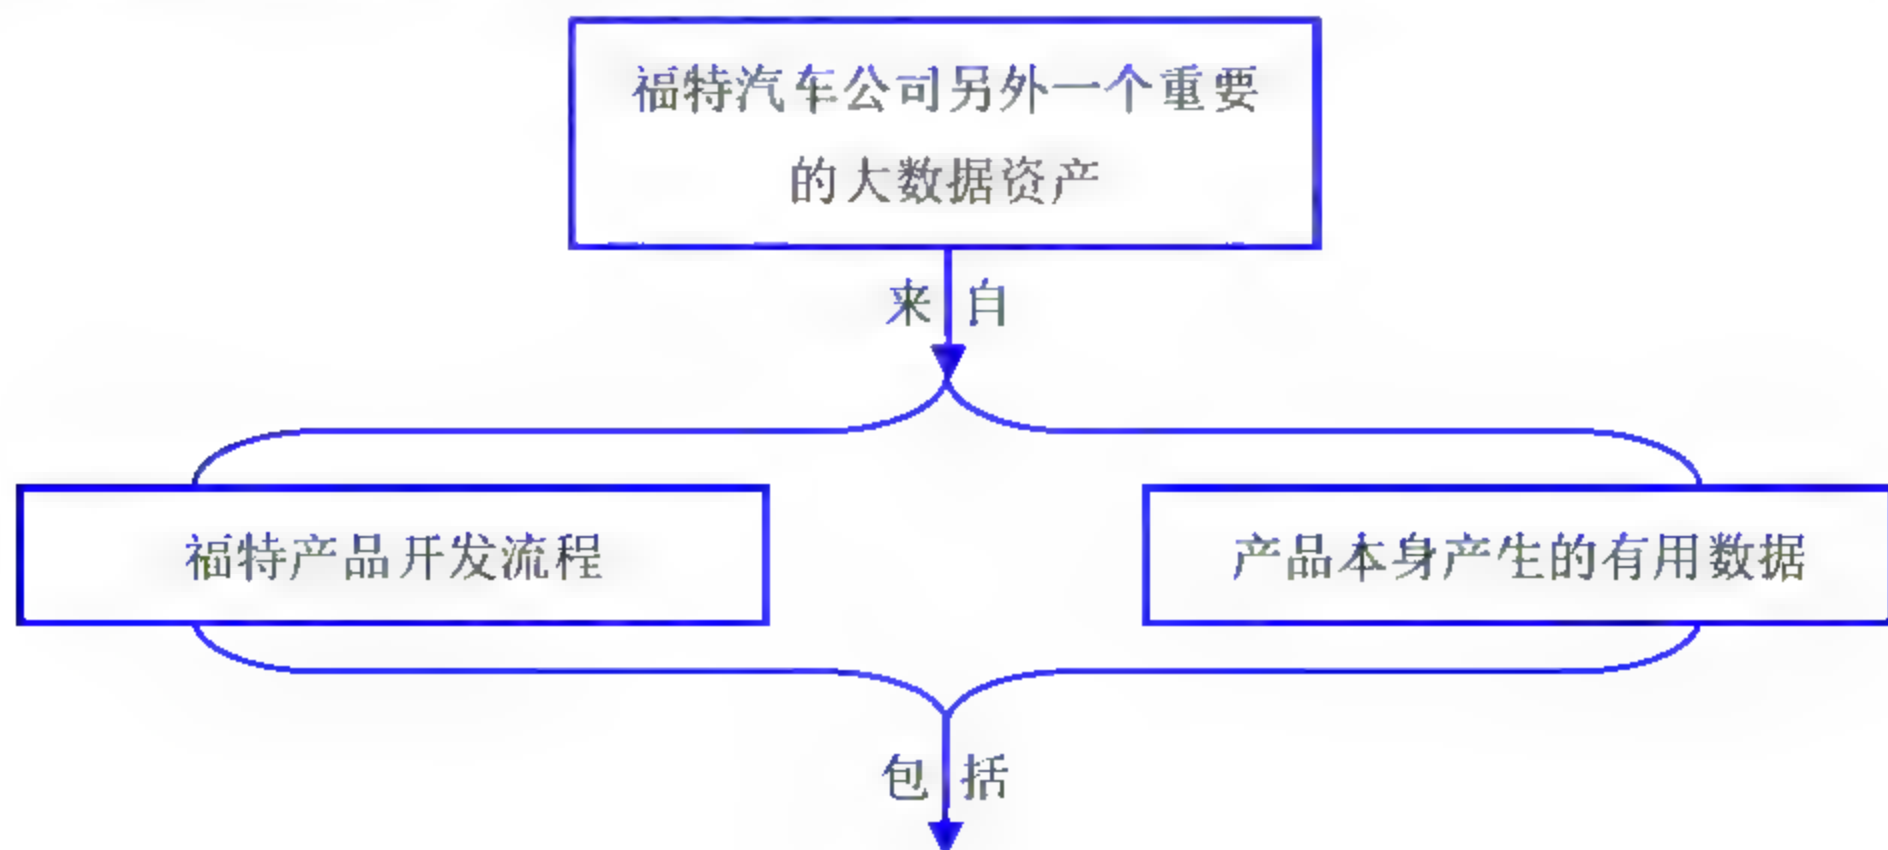 福特汽车公司另外一个重要
的大数据资产
来自
福特产品开发流程
产品本身产生的有用数据
包括